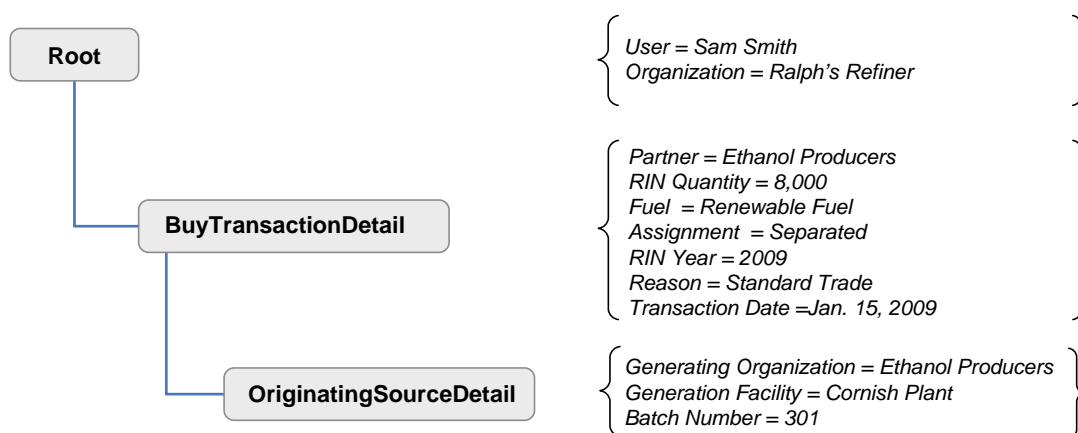 Root
User = Sam Smith
Organization = Ralph's Refiner
BuyTransactionDetail
Partner = Ethanol Producers
RIN Quantity = 8,000
Fuel = Renewable Fuel
Assignment = Separated
RIN Year = 2009
Reason = Standard Trade
Transaction Date =Jan. 15, 2009
OriginatingSourceDetail
Generating Organization = Ethanol Producers
Generation Facility = Cornish Plant
Batch Number = 301